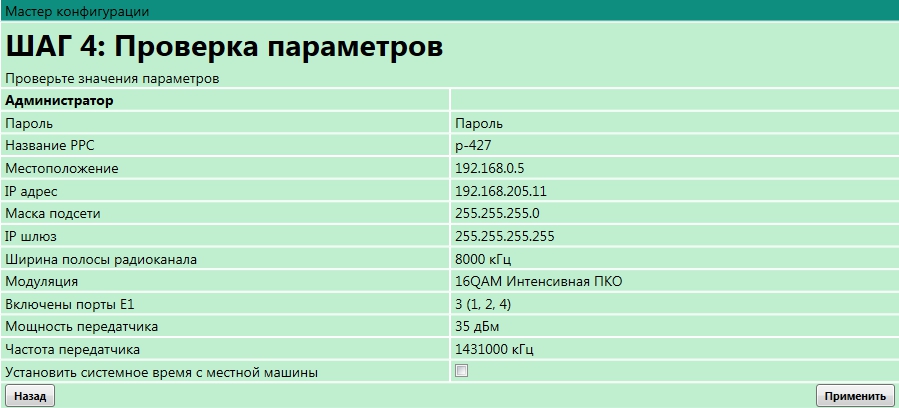 Мастер конфигурации
ШАГ 4: Проверка параметров
Проверьте значения параметров
Администратор
Пароль Пароль
Название РРС р-427
Местоположение 192.168.0.5
IP адрес 192.168.205.11
Маска подсети 255.255.255.0
IP шлюз 255.255.255.255
Ширина полосы радиоканала 8000 кГц
Модуляция 16QAM Интенсивная ПКО
Включены порты E1 3 (1, 2, 4)
Мощность передатчика 35 дБм
Частота передатчика 1431000 кГц
Установить системное время с местной машины
Назад Применить